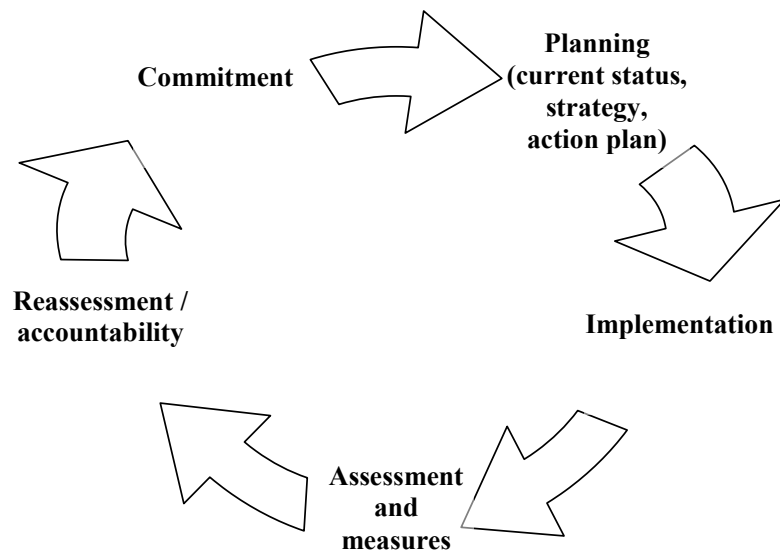 Commitment
Planning
(current status,
strategy,
action plan)
Implementation
Assessment
and
measures
Reassessment /
accountability